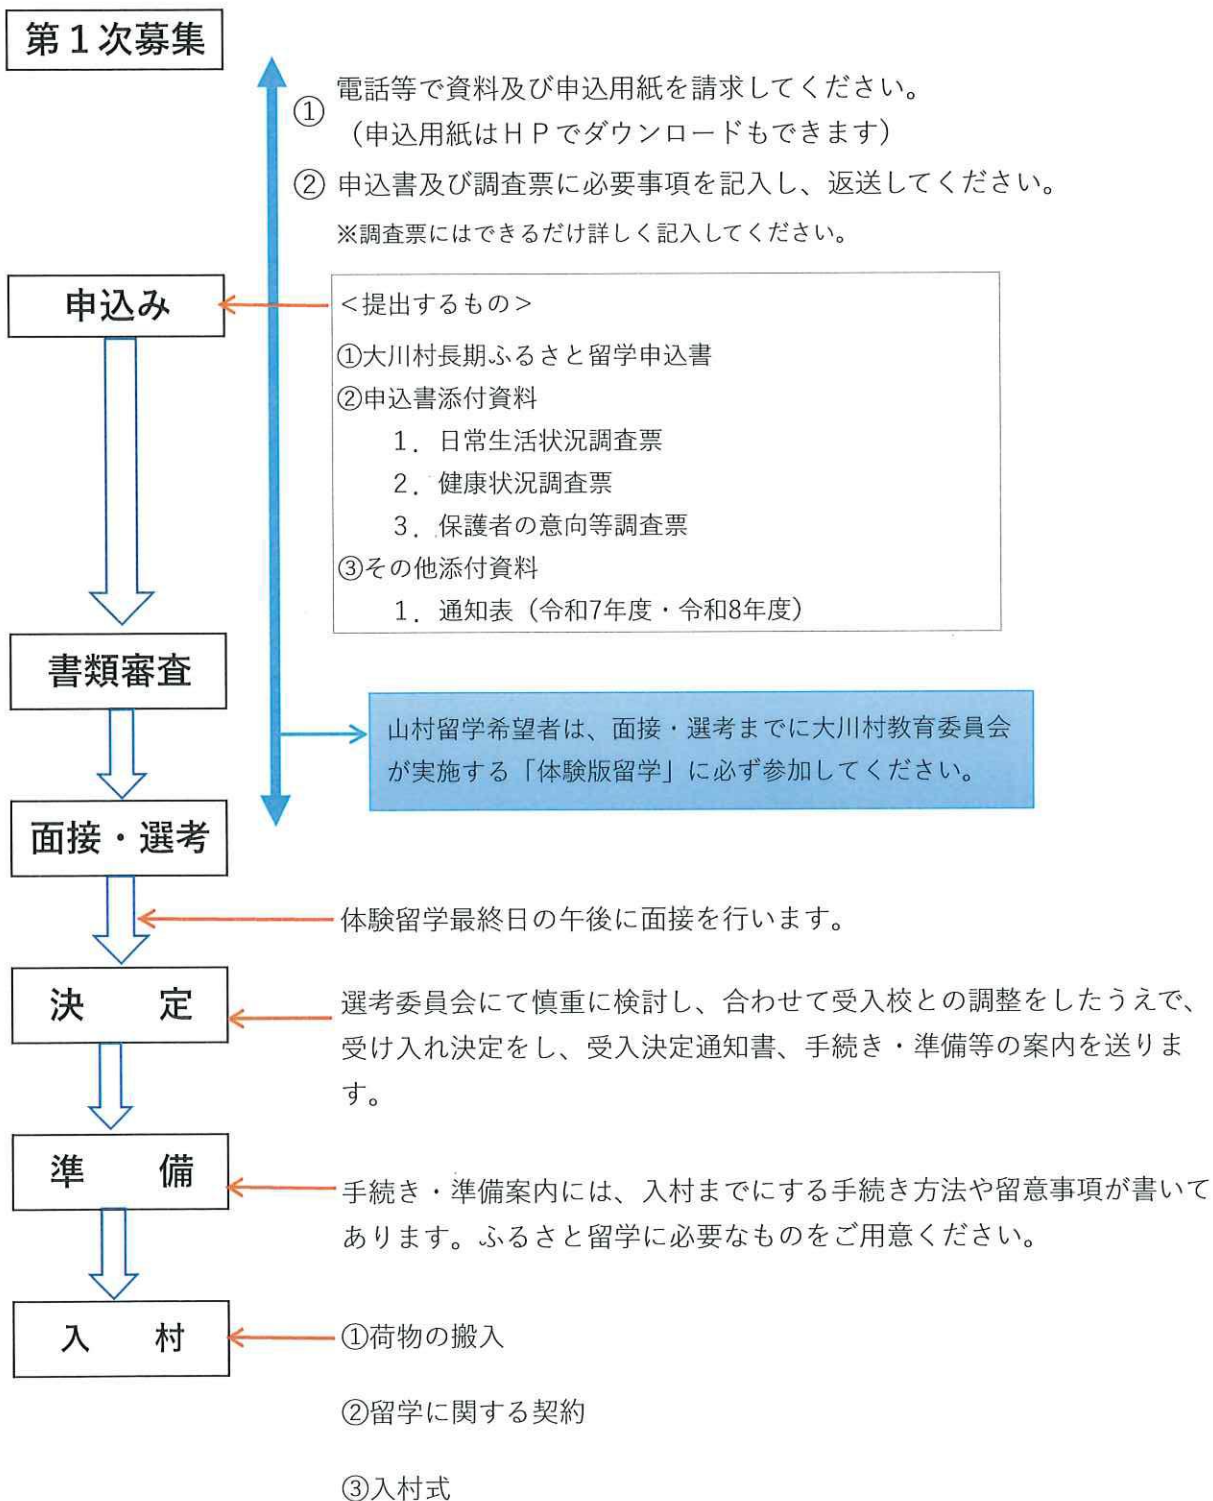 第１次募集
① 電話等で資料及び申込用紙を請求してください。
（申込用紙はＨＰでダウンロードもできます）
② 申込書及び調査票に必要事項を記入し、返送してください。
※調査票にはできるだけ詳しく記入してください。
申込み
＜提出するもの＞
①大川村長期ふるさと留学申込書
②申込書添付資料
１．日常生活状況調査票
２．健康状況調査票
３．保護者の意向等調査票
③その他添付資料
１．通知表（令和7年度・令和8年度）
書類審査
山村留学希望者は、面接・選考までに大川村教育委員会
が実施する「体験版留学」に必ず参加してください。
面接・選考
体験留学最終日の午後に面接を行います。
決　定
選考委員会にて慎重に検討し、合わせて受入校との調整をしたうえで、
受け入れ決定をし、受入決定通知書、手続き・準備等の案内を送りま
す。
準　備
手続き・準備案内には、入村までにする手続き方法や留意事項が書いて
あります。ふるさと留学に必要なものをご用意ください。
入　村
①荷物の搬入
②留学に関する契約
③入村式